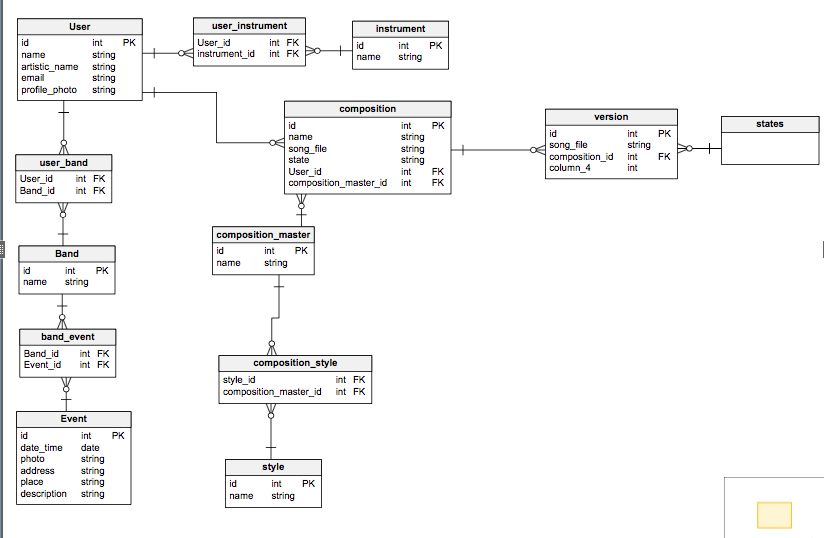 User
id int PK
name string
artistic_name string
email string
profile_photo string
user_instrument
User_id int FK
instrument_id int FK
instrument
id int PK
name string
composition
id int PK
name string
song_file string
state string
User_id int FK
composition_master_id int FK
version
id int PK
song_file string
composition_id int FK
column_4 int
states
user_band
User_id int FK
Band_id int FK
composition_master
id int PK
name string
Band
id int PK
name string
band_event
Band_id int FK
Event_id int FK
composition_style
style_id int FK
composition_master_id int FK
Event
id int PK
date_time date
photo string
address string
place string
description string
style
id int PK
name string